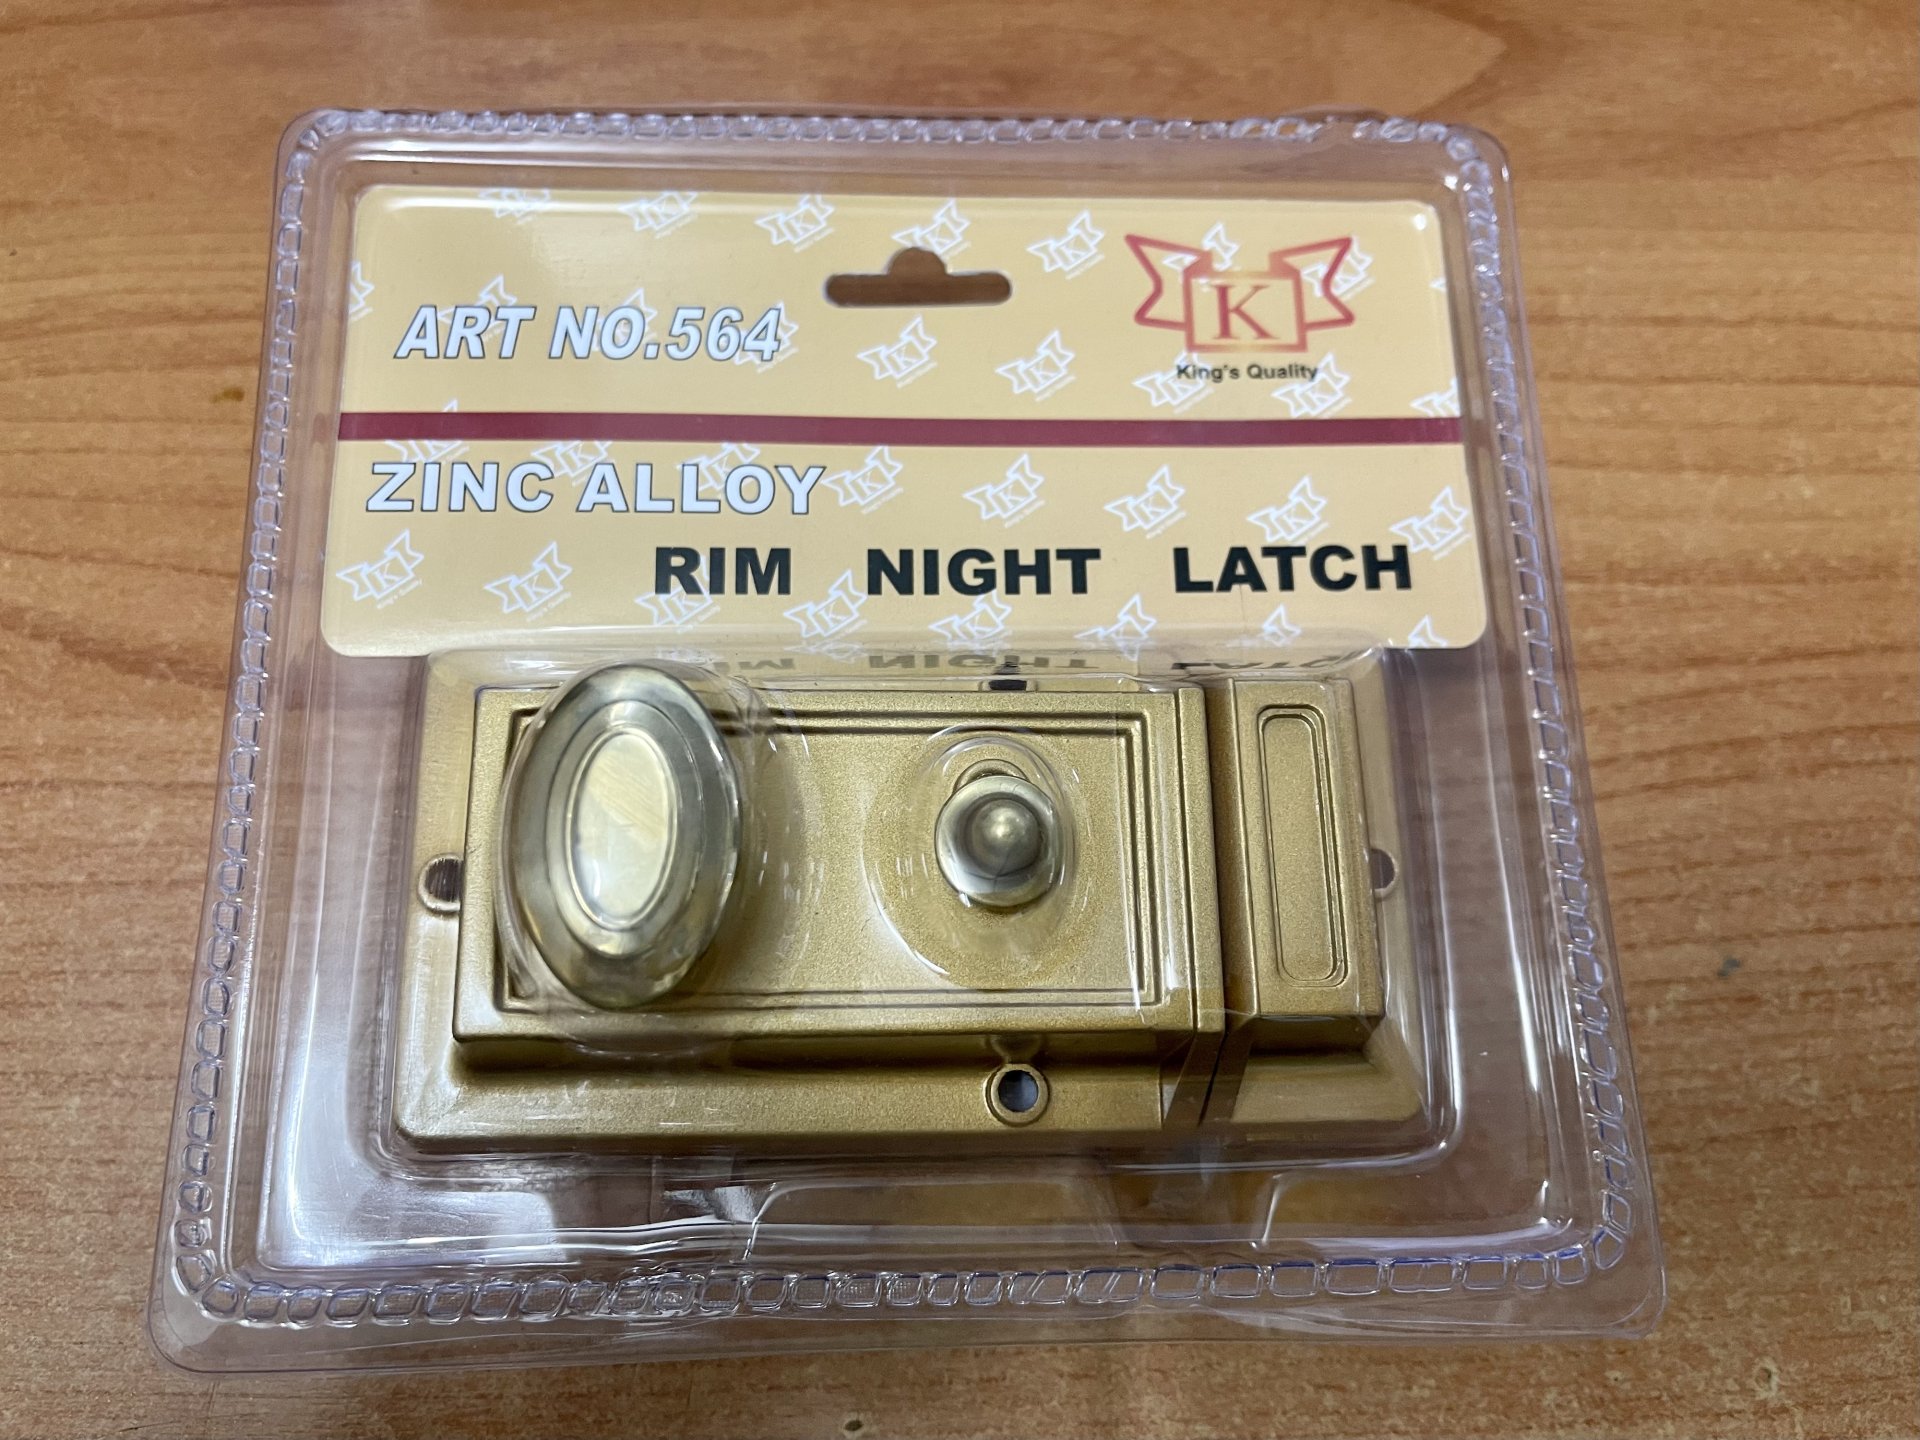 ART NO.564
K
King's Quality
ZINC ALLOY
RIM NIGHT LATCH